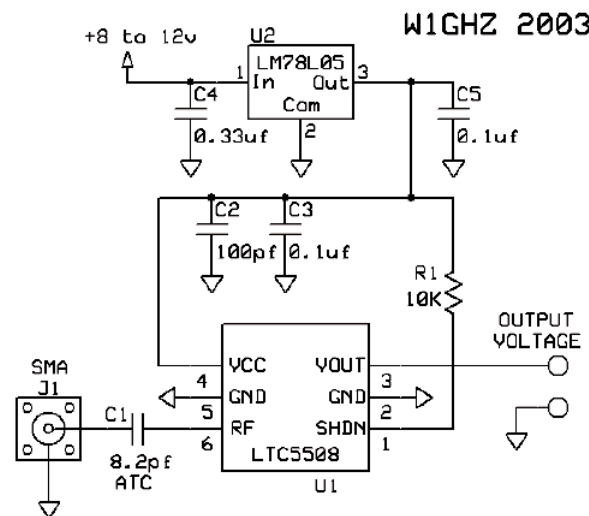 W1GHZ 2003
+8 to 12v
U2
LM78L05
1
In
Out
3
Com
2
C4
0.33uf
C5
0.1uf
C2
100pf
C3
0.1uf
R1
10K
OUTPUT
VOLTAGE
SMA
J1
C1
8.2pf
ATC
VCC
VOUT
4
GND
GND
3
5
RF
SHDN
2
6
LTC5508
1
U1